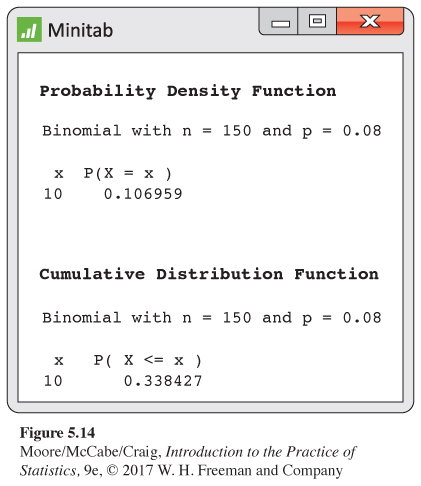 Minitab
X
Probability Density Function
Binomial with n = 150 and p = 0.08
x P(X = x )
10 0.106959
Cumulative Distribution Function
Binomial with n = 150 and p = 0.08
x P( X <= x )
10 0.338427
Figure 5.14
Moore/McCabe/Craig, Introduction to the Practice of
Statistics, 9e, © 2017 W. H. Freeman and Company